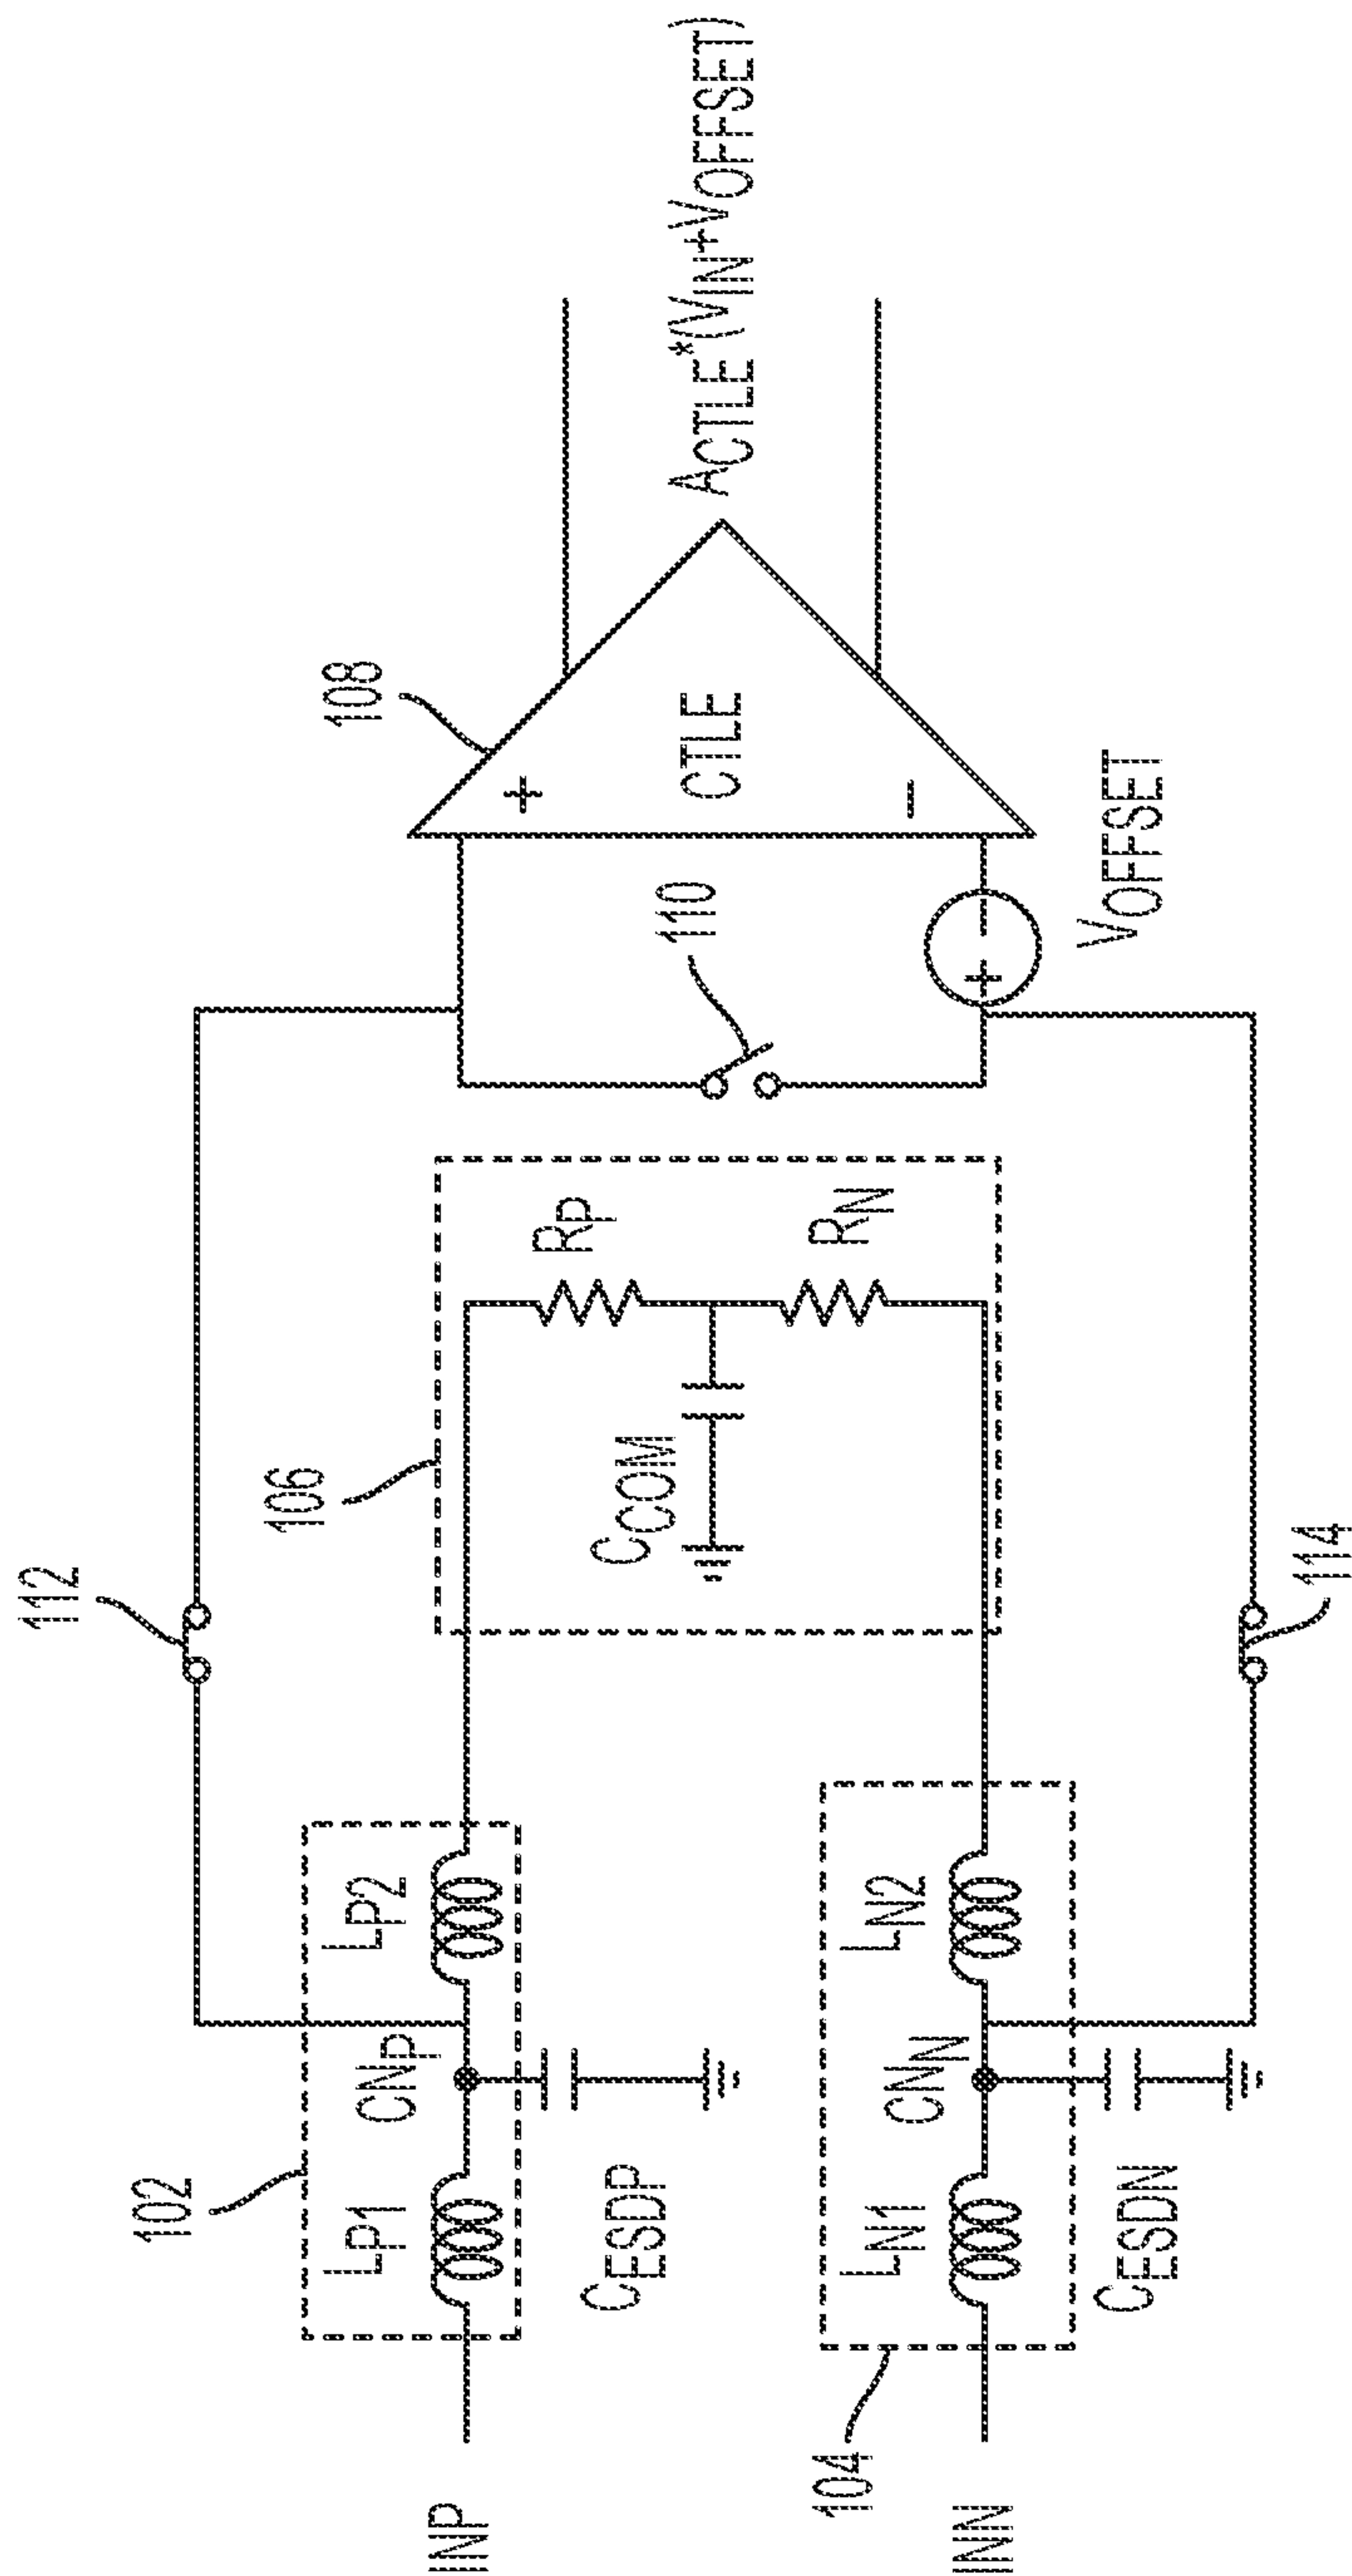 112
102
LP1
CNP
LP2
106
RP
CCOM
RN
110
108
+
CTLE
−
ACTLE*(VIN+VOFFSET)
INP
CESDP
104
LN1
CNN
LN2
+
−
VOFFSET
INN
CESDN
114